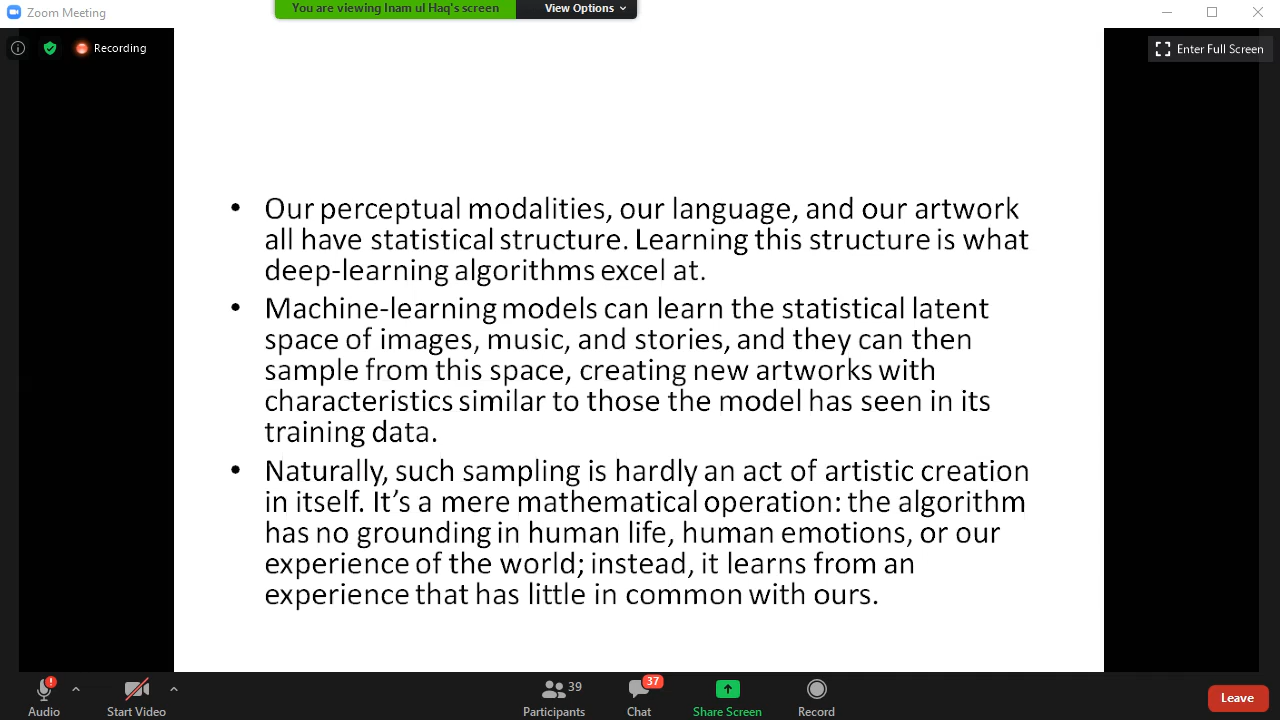 Zoom Meeting
You are viewing Inam ul Haq's screen
View Options
Recording
Enter Full Screen
• Our perceptual modalities, our language, and our artwork
all have statistical structure. Learning this structure is what
deep-learning algorithms excel at.
• Machine-learning models can learn the statistical latent
space of images, music, and stories, and they can then
sample from this space, creating new artworks with
characteristics similar to those the model has seen in its
training data.
• Naturally, such sampling is hardly an act of artistic creation
in itself. It’s a mere mathematical operation: the algorithm
has no grounding in human life, human emotions, or our
experience of the world; instead, it learns from an
experience that has little in common with ours.
39
37
Audio
Start Video
Participants
Chat
Share Screen
Record
Leave